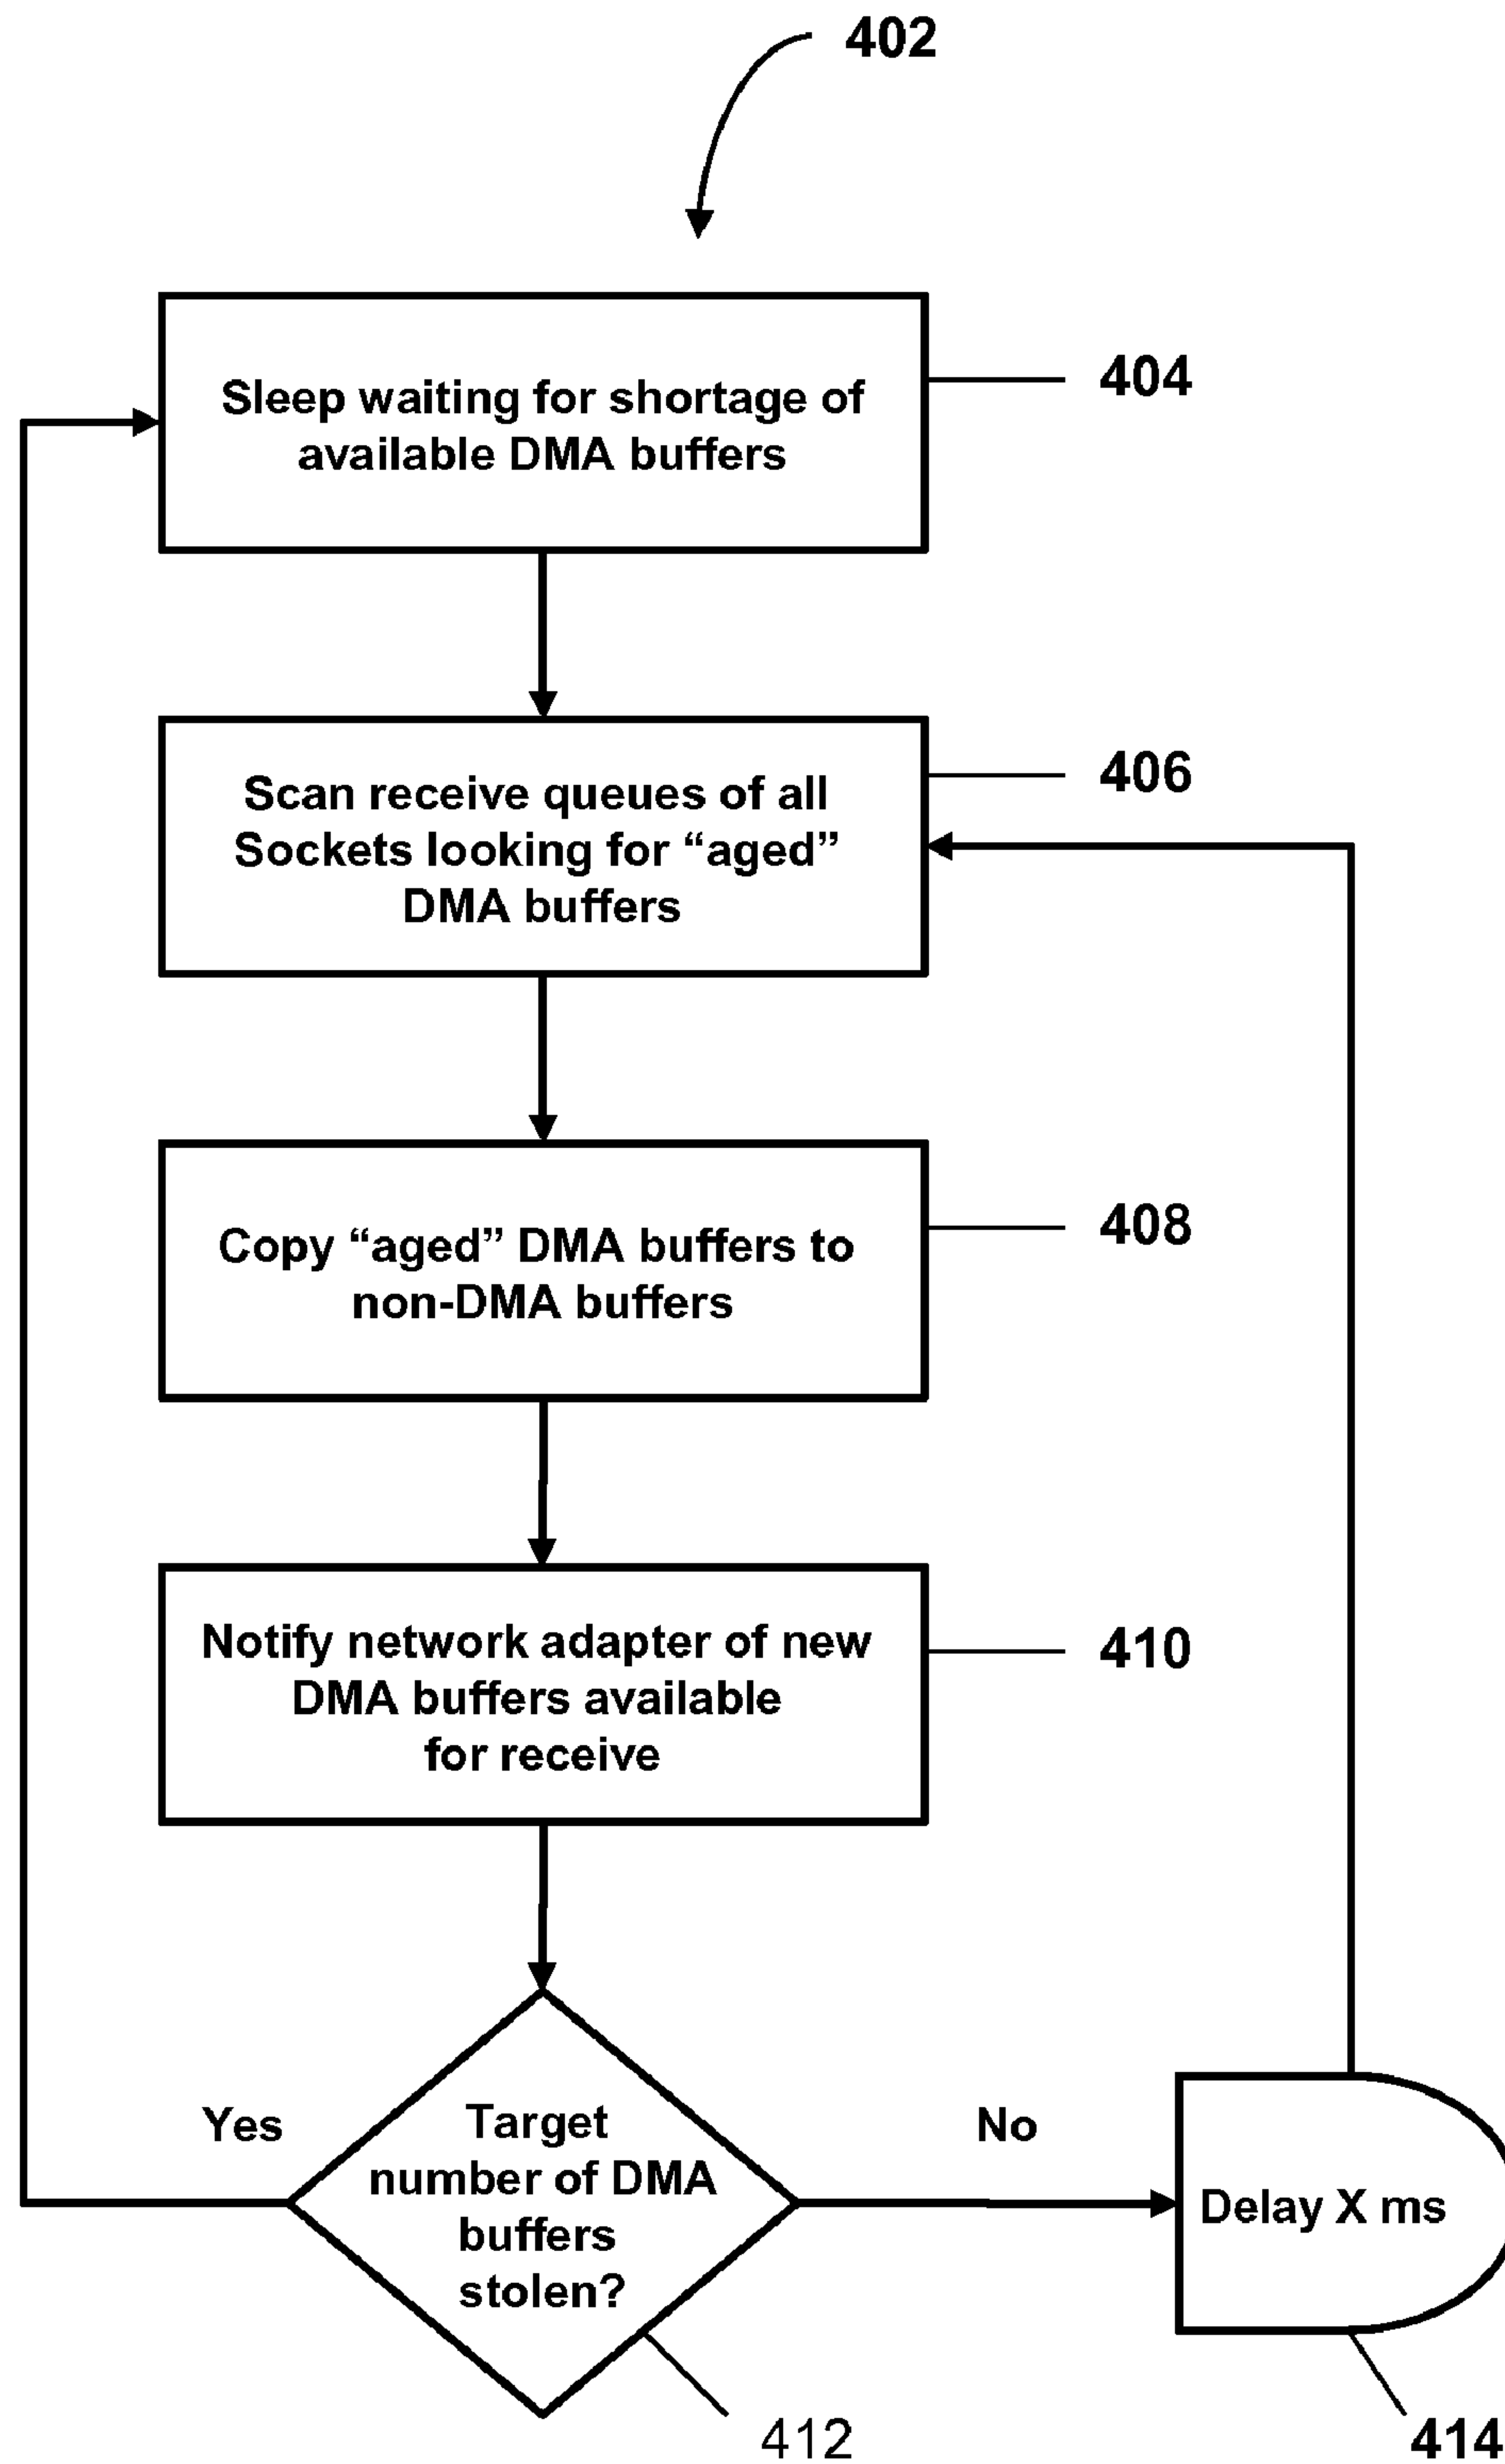 402
Sleep waiting for shortage of
available DMA buffers
404
Scan receive queues of all
Sockets looking for “aged”
DMA buffers
406
Copy “aged” DMA buffers to
non-DMA buffers
408
Notify network adapter of new
DMA buffers available
for receive
410
Yes
Target
number of DMA
buffers
stolen?
No
Delay X ms
412
414